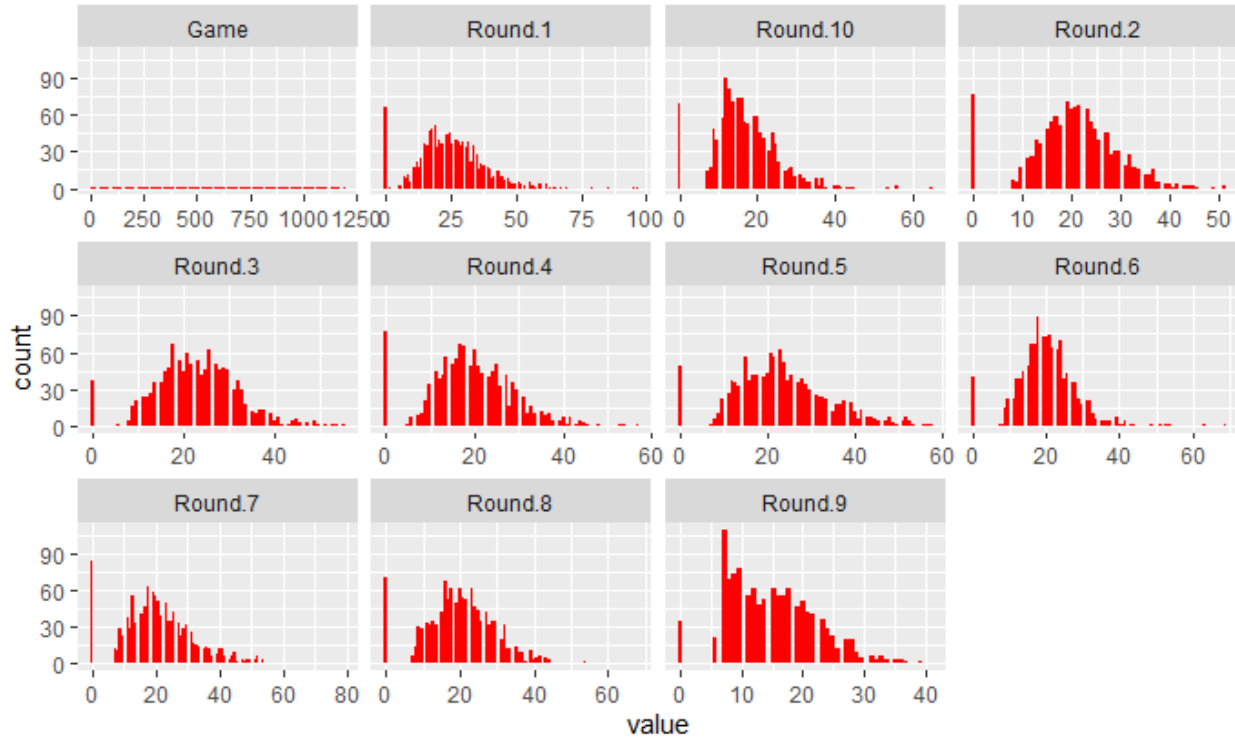 Game Round.1 Round.10 Round.2
90
60
30
0
0 250 500 750 1000 125 0 25 50 75 100 0 20 40 60 0 10 20 30 40 50
Round.3 Round.4 Round.5 Round.6
count
90
60
30
0
0 20 40 0 20 40 60 0 20 40 60 0 20 40 60
Round.7 Round.8 Round.9
90
60
30
0
0 20 40 60 80 0 20 40 60 0 10 20 30 40
value